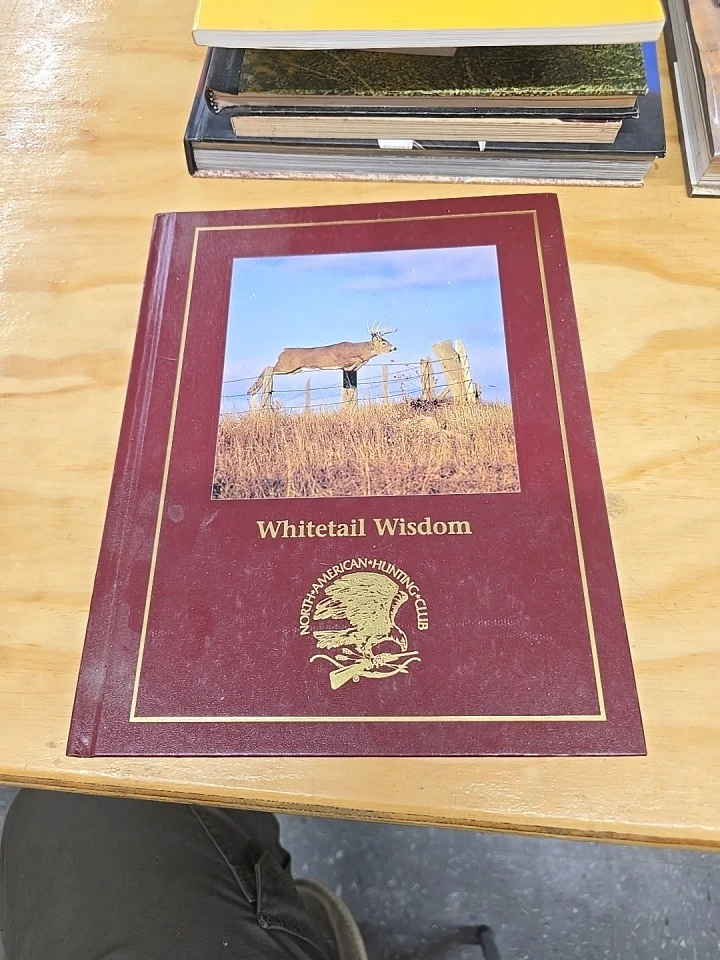 Whitetail Wisdom
NORTH•AMERICAN•HUNTING•CLUB
®